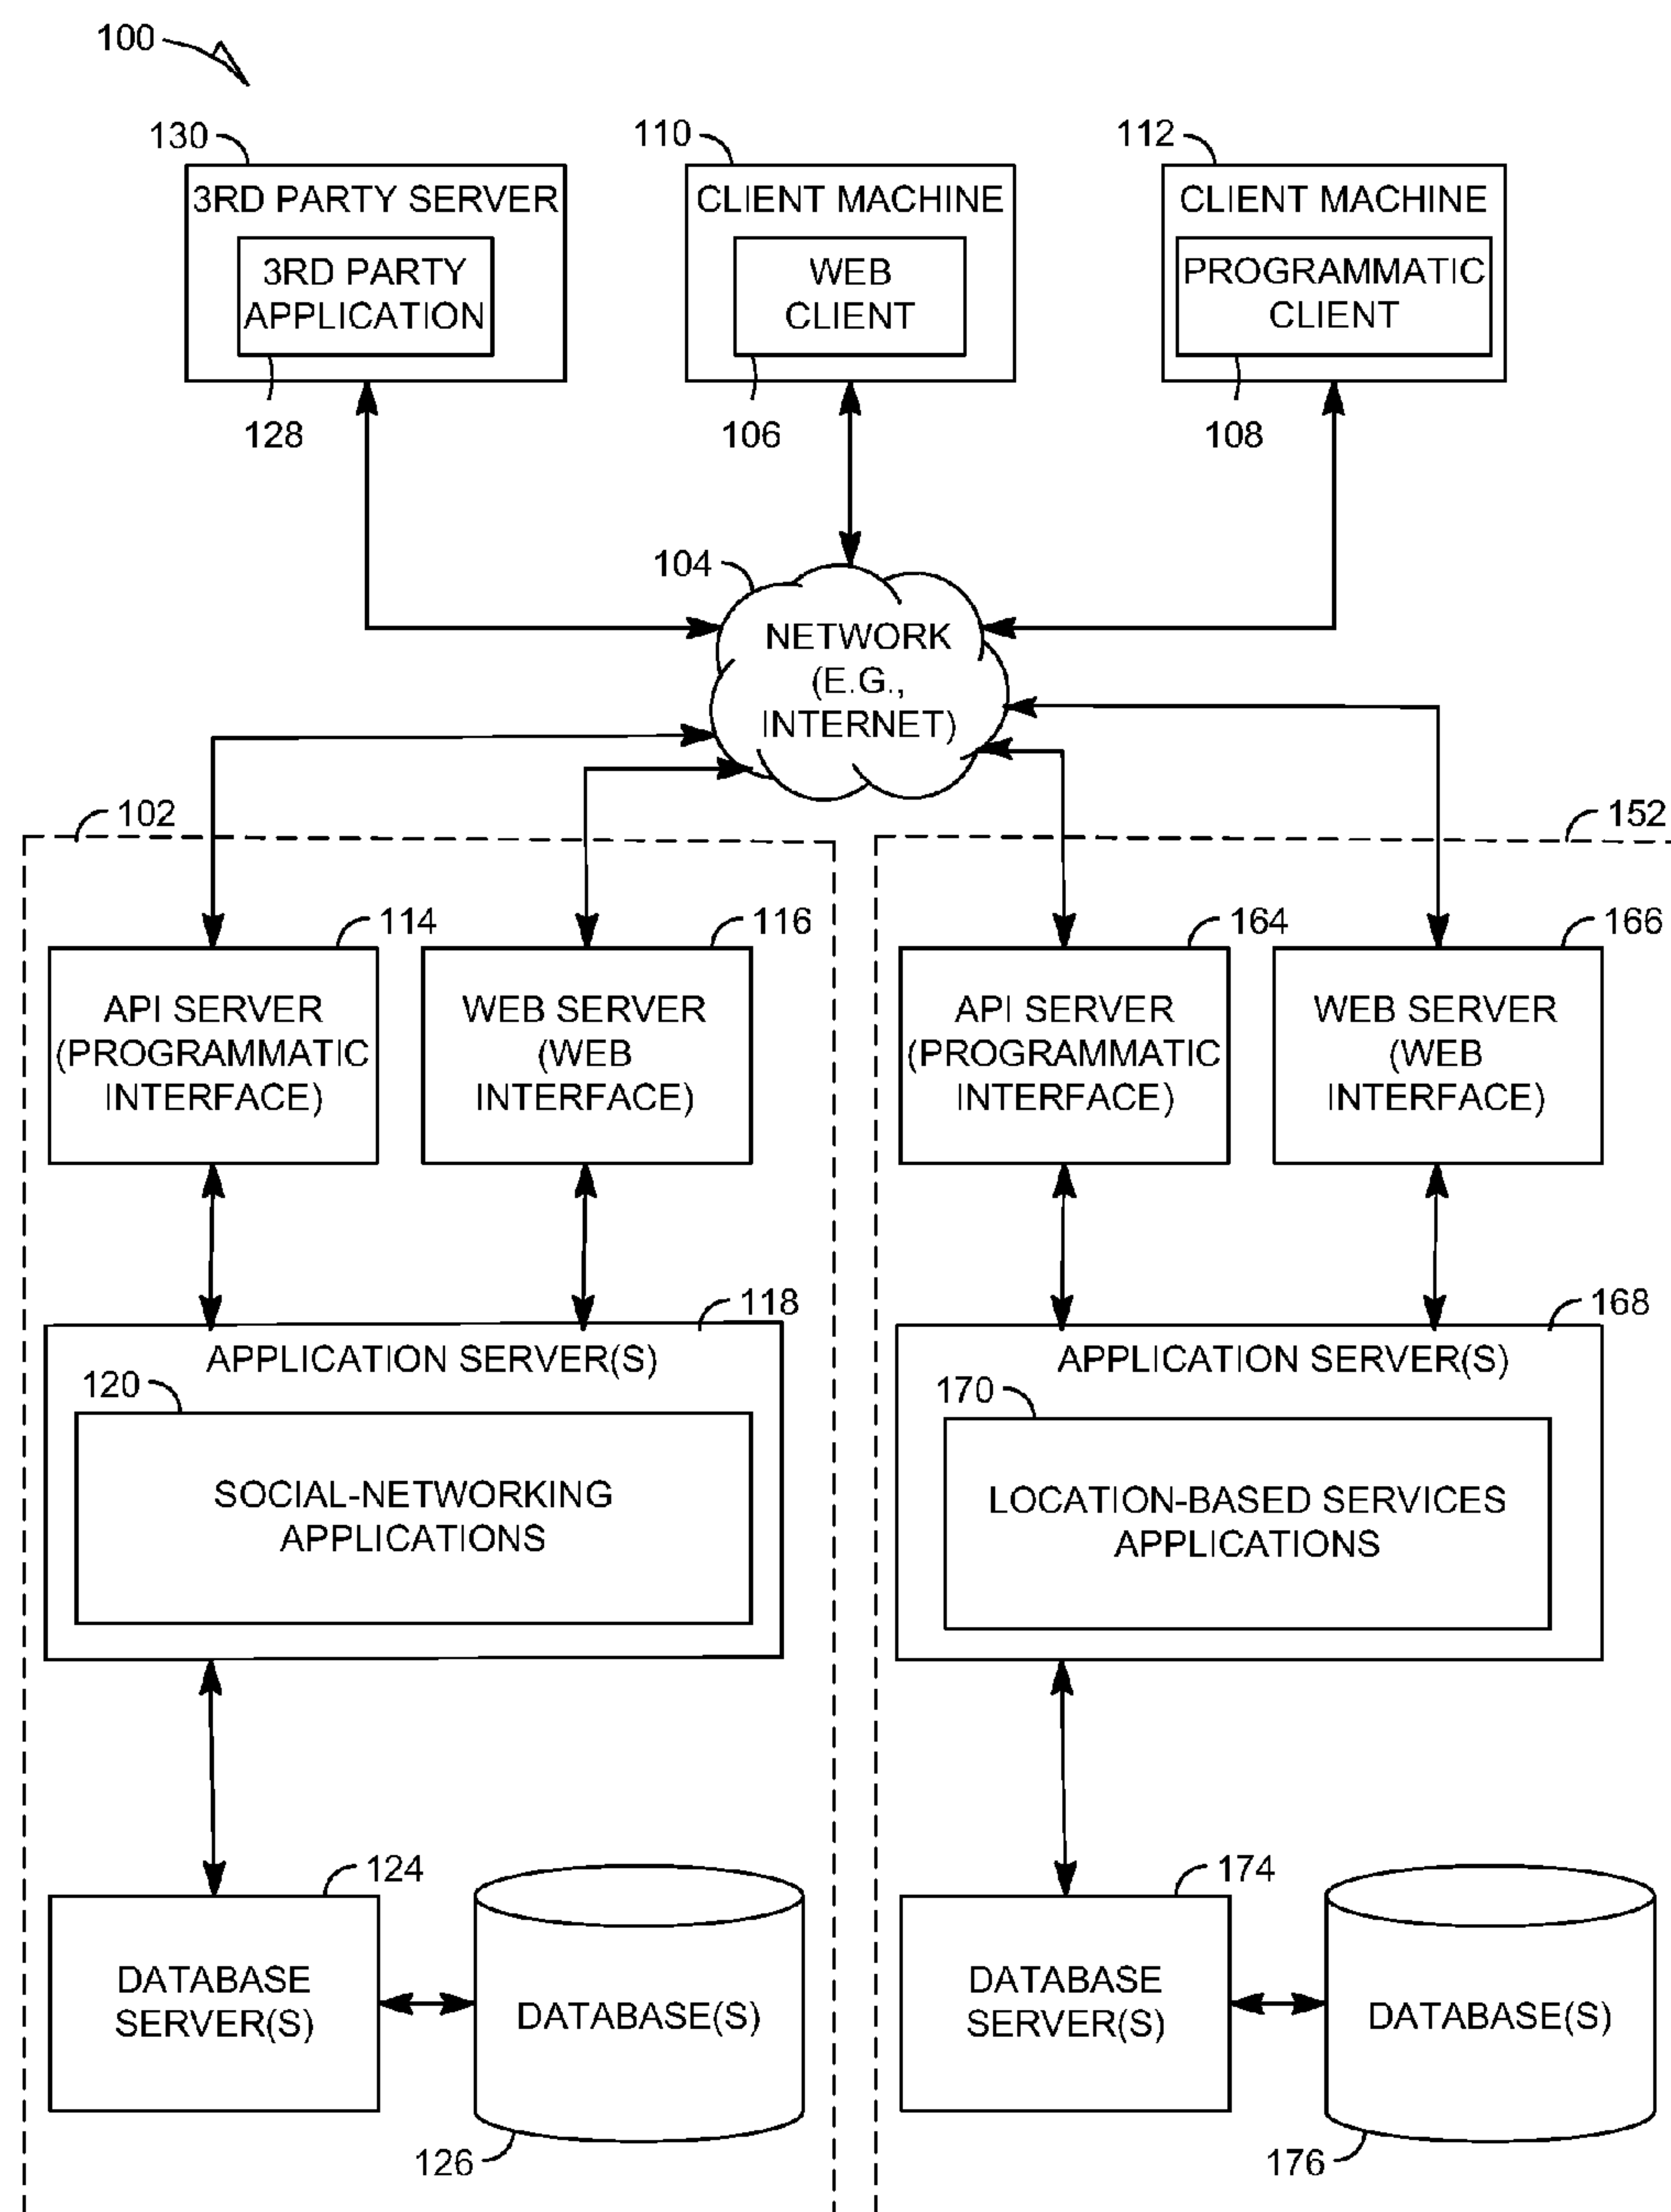 100
130
110
112
3RD PARTY SERVER
CLIENT MACHINE
CLIENT MACHINE
3RD PARTY
APPLICATION
WEB
CLIENT
PROGRAMMATIC
CLIENT
128
106
108
104
NETWORK
(E.G.,
INTERNET)
102
152
114
116
164
166
API SERVER
(PROGRAMMATIC
INTERFACE)
WEB SERVER
(WEB
INTERFACE)
API SERVER
(PROGRAMMATIC
INTERFACE)
WEB SERVER
(WEB
INTERFACE)
118
168
APPLICATION SERVER(S)
APPLICATION SERVER(S)
120
170
SOCIAL-NETWORKING
APPLICATIONS
LOCATION-BASED SERVICES
APPLICATIONS
124
174
DATABASE
SERVER(S)
DATABASE(S)
DATABASE
SERVER(S)
DATABASE(S)
126
176